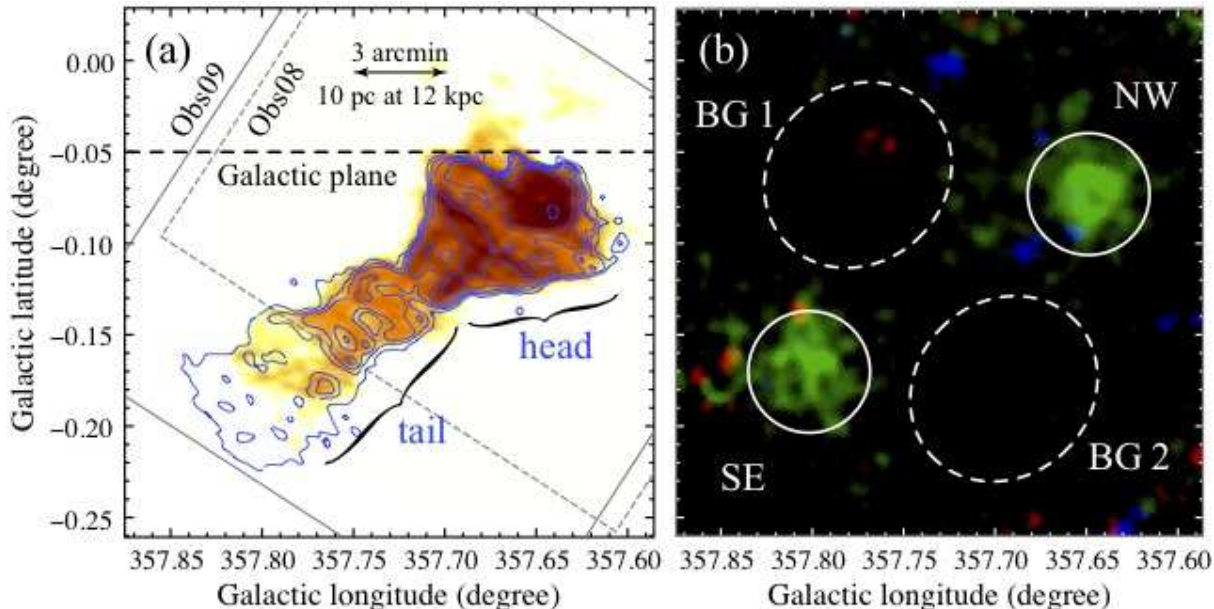 (a)
3 arcmin
10 pc at 12 kpc
Obs09
Obs08
Galactic plane
head
tail
0.00
−0.05
−0.10
−0.15
−0.20
−0.25
Galactic latitude (degree)
357.85 357.80 357.75 357.70 357.65 357.60
Galactic longitude (degree)
(b)
BG 1
NW
SE
BG 2
357.85 357.80 357.75 357.70 357.65 357.60
Galactic longitude (degree)